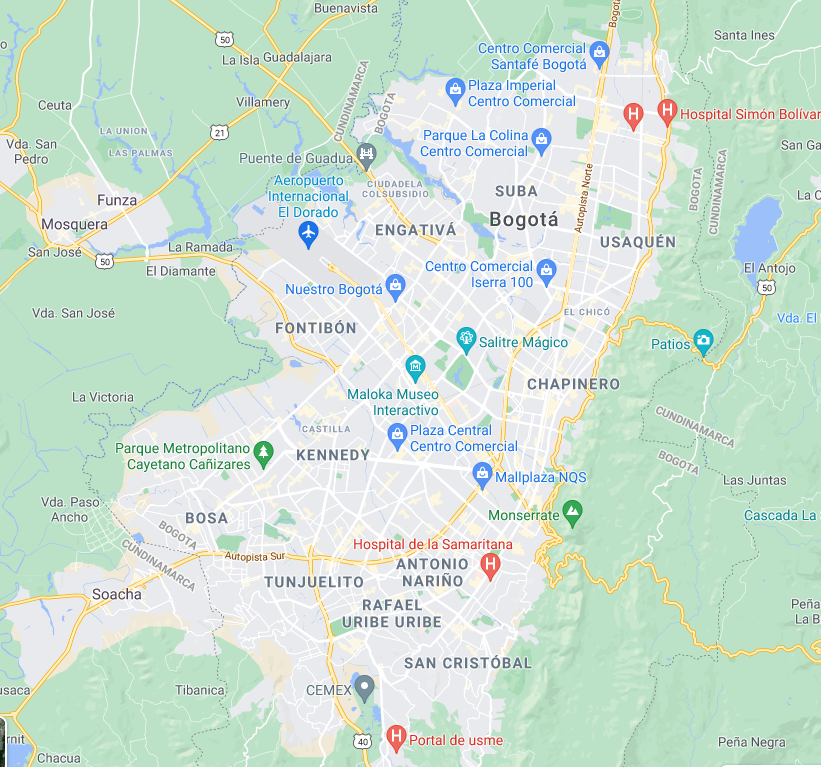 Buenavista
Bogotá
50
Santa Ines
La Isla
Guadalajara
Centro Comercial
Santafé Bogotá
Plaza Imperial
Centro Comercial
Ceuta
Villamery
CUNDINAMARCA
BOGOTA
Hospital Simón Bolívar
LA UNION
21
Parque La Colina
Centro Comercial
Vda. San
Pedro
LAS PALMAS
Puente de Guadua
San Ga
Aeropuerto
Internacional
El Dorado
CIUDADELA
COLSUBSIDIO
SUBA
Autopista Norte
BOGOTA
CUNDINAMARCA
Funza
La C
Mosquera
Bogotá
ENGATIVÁ
USAQUÉN
San José
50
La Ramada
El Diamante
Centro Comercial
Iserra 100
El Antojo
50
Nuestro Bogotá
Vda. San José
EL CHICÓ
Vda. El
FONTIBÓN
Salitre Mágico
Patios
La Victoria
Maloka Museo
Interactivo
CHAPINERO
CASTILLA
Plaza Central
Centro Comercial
CUNDINAMARCA
BOGOTA
Parque Metropolitano
Cayetano Cañizares
KENNEDY
Mallplaza NQS
Las Juntas
Vda. Paso
Ancho
BOSA
Monserrate
Cascada La
BOGOTA
CUNDINAMARCA
Hospital de la Samaritana
Autopista Sur
ANTONIO
NARIÑO
TUNJUELITO
Soacha
RAFAEL
URIBE URIBE
Peña
La B
SAN CRISTÓBAL
usaca
Tibanica
CEMEX
rnit
40
Portal de usme
Peña Negra
Chacua